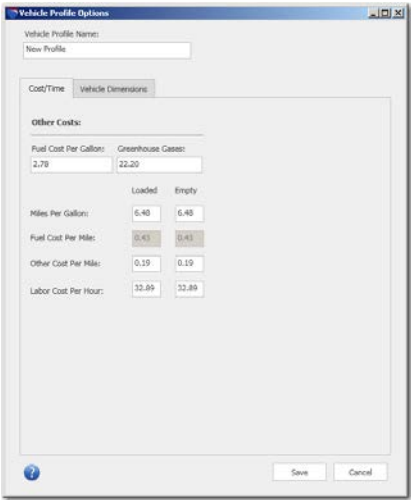 Vehicle Profile Options
Vehicle Profile Name:
New Profile
Cost/Time Vehicle Dimensions
Other Costs:
Fuel Cost Per Gallon: Greenhouse Gases:
2.78 22.20
Loaded Empty
Miles Per Gallon: 6.48 6.48
Fuel Cost Per Mile: 0.43 0.43
Other Cost Per Mile: 0.19 0.19
Labor Cost Per Hour: 32.89 32.89
? Save Cancel